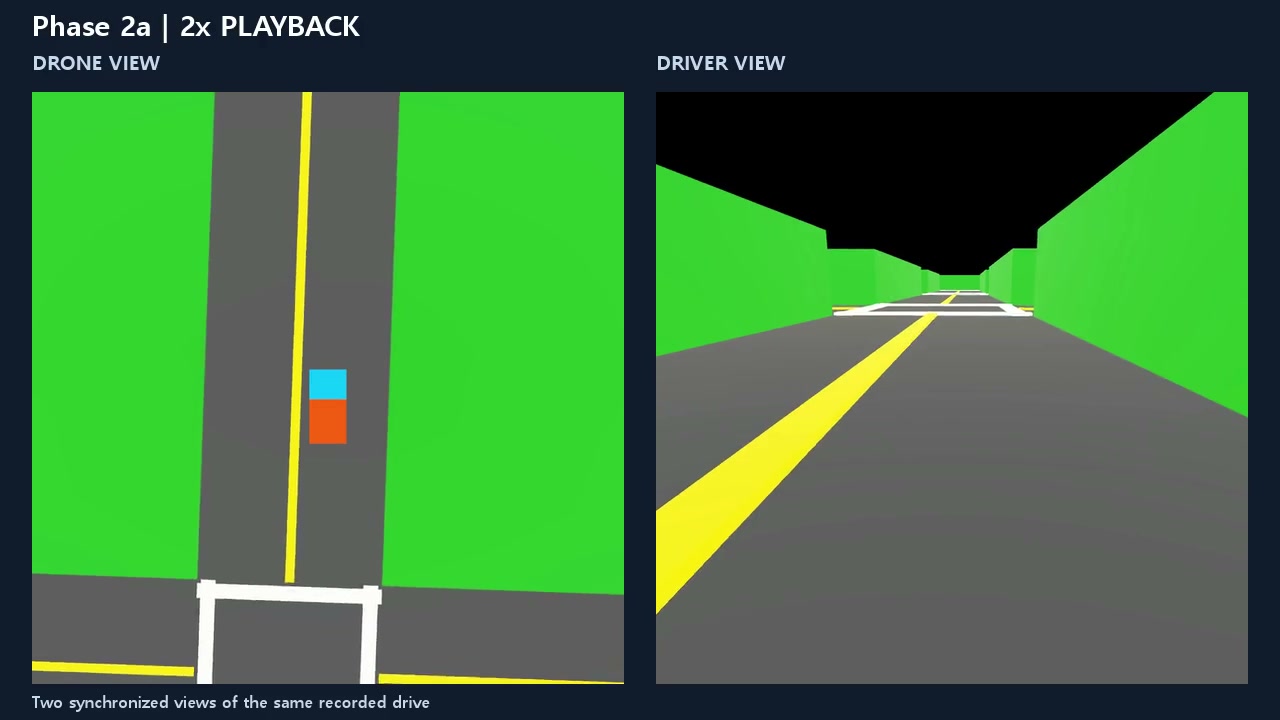 Phase 2a | 2x PLAYBACK
DRONE VIEW
DRIVER VIEW
Two synchronized views of the same recorded drive